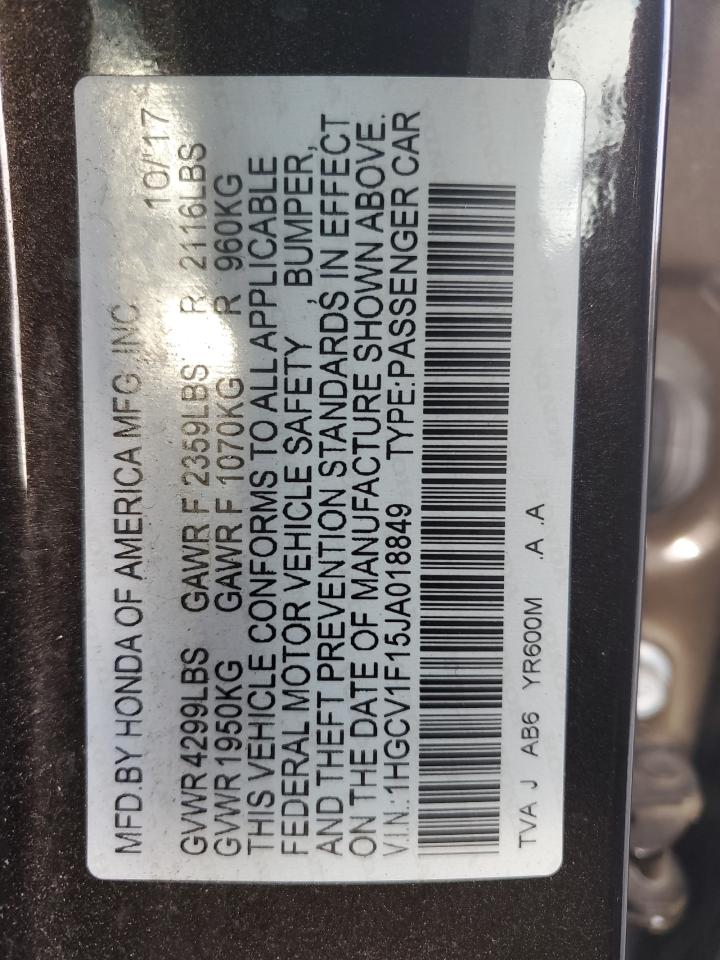 MFD.BY HONDA OF AMERICA MFG. INC. 10/'17
GVWR 4299LBS GAWR F 2359LBS R 2116LBS
GVWR 1950KG GAWR F 1070KG R 960KG
THIS VEHICLE CONFORMS TO ALL APPLICABLE
FEDERAL MOTOR VEHICLE SAFETY , BUMPER,
AND THEFT PREVENTION STANDARDS IN EFFECT
ON THE DATE OF MANUFACTURE SHOWN ABOVE.
V.I.N.:1HGCV1F15JA018849 TYPE:PASSENGER CAR
TVA J AB6 YR600M .A .A